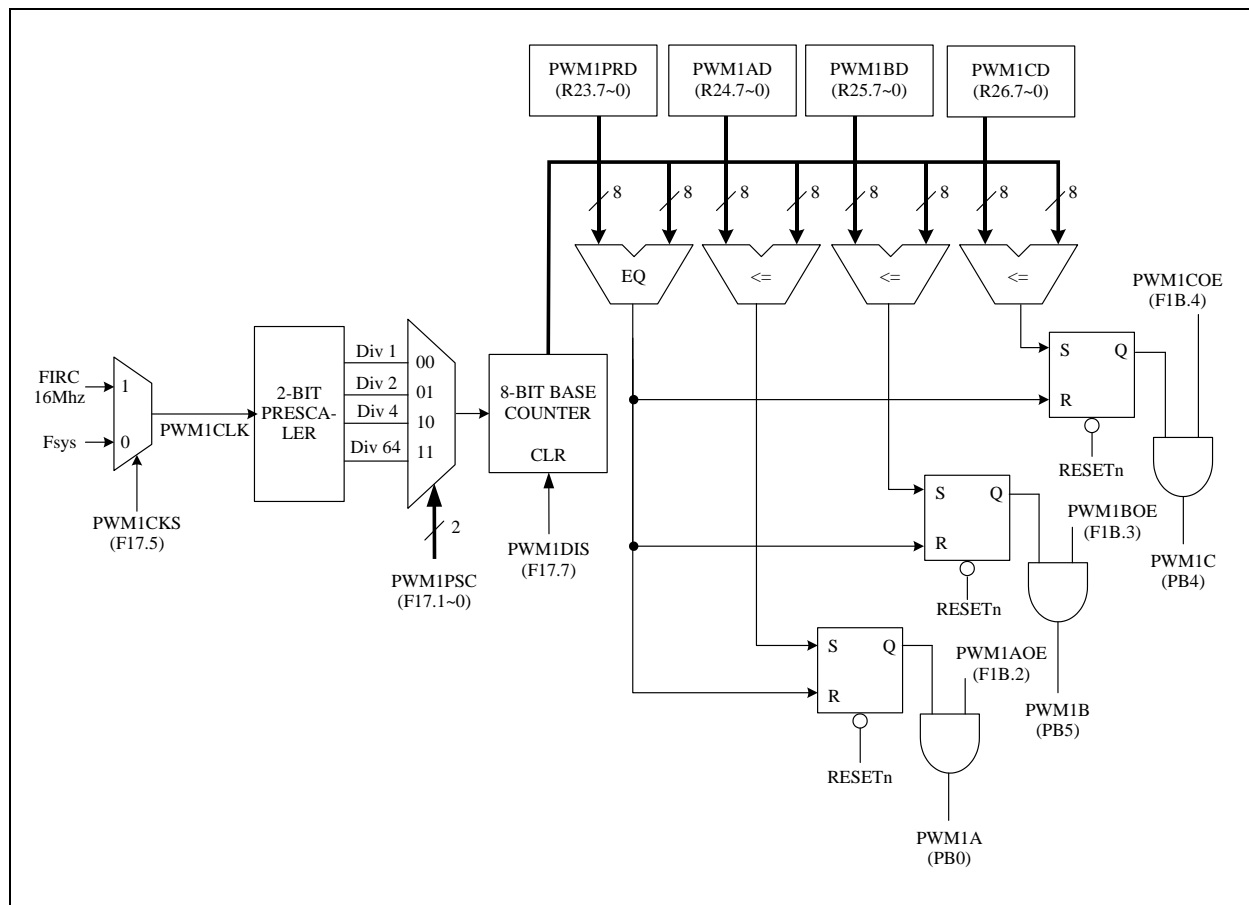 PWM1PRD
(R23.7~0)
PWM1AD
(R24.7~0)
PWM1BD
(R25.7~0)
PWM1CD
(R26.7~0)
8
8
8
8
8
8
8
8
EQ
<=
<=
<=
PWM1COE
(F1B.4)
FIRC
16Mhz
Fsys
1
0
PWM1CLK
PWM1CKS
(F17.5)
2-BIT
PRESCA-
LER
Div 1
Div 2
Div 4
Div 64
00
01
10
11
2
PWM1PSC
(F17.1~0)
8-BIT BASE
COUNTER
CLR
PWM1DIS
(F17.7)
S
Q
R
RESETn
PWM1C
(PB4)
S
Q
R
RESETn
PWM1BOE
(F1B.3)
PWM1B
(PB5)
S
Q
R
RESETn
PWM1AOE
(F1B.2)
PWM1A
(PB0)